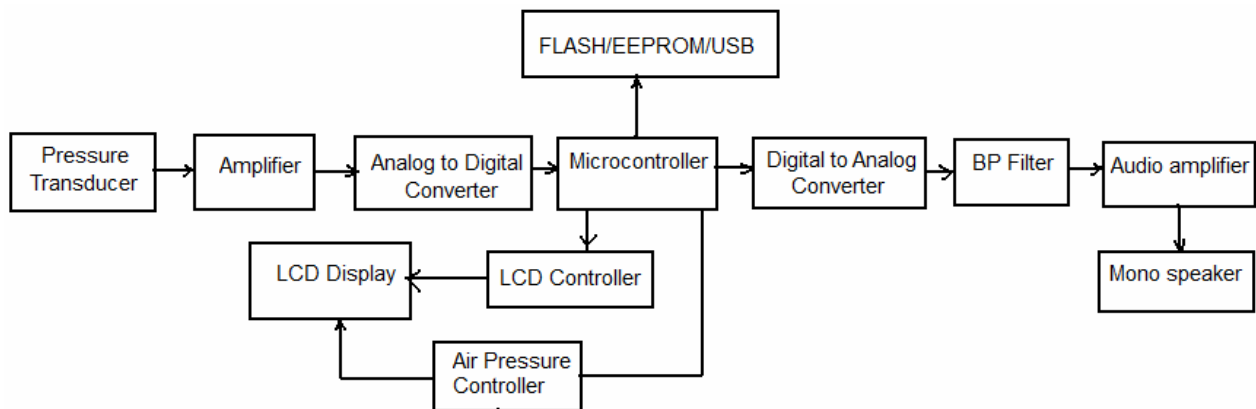 FLASH/EEPROM/USB
Pressure
Transducer
Amplifier
Analog to Digital
Converter
Microcontroller
Digital to Analog
Converter
BP Filter
Audio amplifier
LCD Display
LCD Controller
Mono speaker
Air Pressure
Controller